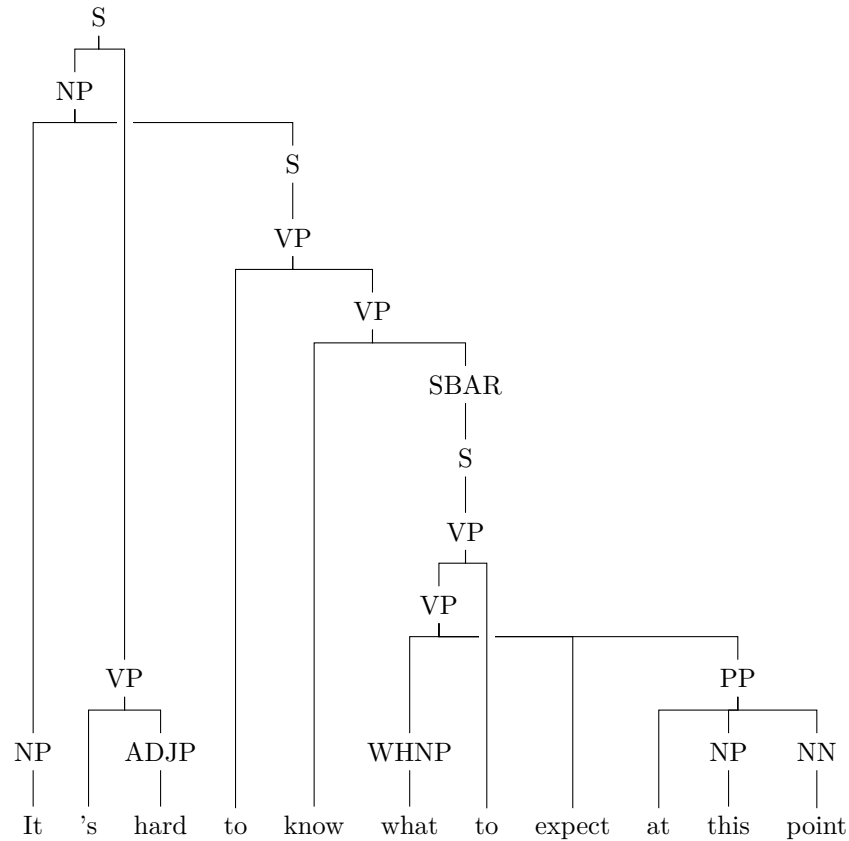 S
NP
S
VP
VP
SBAR
S
VP
VP
VP PP
NP ADJP WHNP NP NN
It 's hard to know what to expect at this point